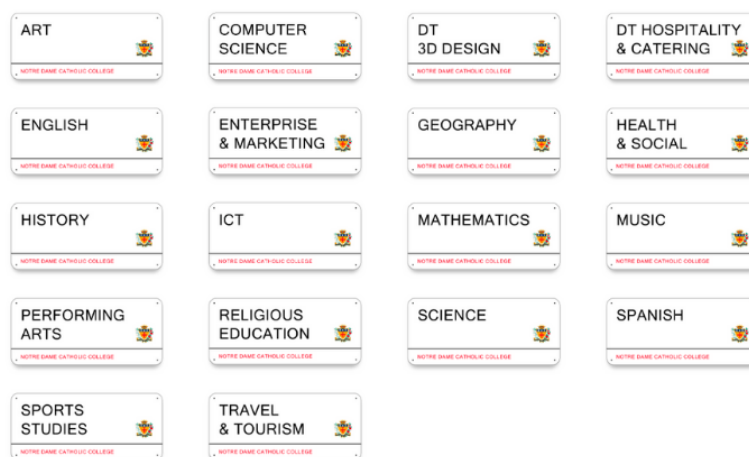 ART
NOTRE DAME CATHOLIC COLLEGE
COMPUTER
SCIENCE
NOTRE DAME CATHOLIC COLLEGE
DT
3D DESIGN
NOTRE DAME CATHOLIC COLLEGE
DT HOSPITALITY
& CATERING
NOTRE DAME CATHOLIC COLLEGE
ENGLISH
NOTRE DAME CATHOLIC COLLEGE
ENTERPRISE
& MARKETING
NOTRE DAME CATHOLIC COLLEGE
GEOGRAPHY
NOTRE DAME CATHOLIC COLLEGE
HEALTH
& SOCIAL
NOTRE DAME CATHOLIC COLLEGE
HISTORY
NOTRE DAME CATHOLIC COLLEGE
ICT
NOTRE DAME CATHOLIC COLLEGE
MATHEMATICS
NOTRE DAME CATHOLIC COLLEGE
MUSIC
NOTRE DAME CATHOLIC COLLEGE
PERFORMING
ARTS
NOTRE DAME CATHOLIC COLLEGE
RELIGIOUS
EDUCATION
NOTRE DAME CATHOLIC COLLEGE
SCIENCE
NOTRE DAME CATHOLIC COLLEGE
SPANISH
NOTRE DAME CATHOLIC COLLEGE
SPORTS
STUDIES
NOTRE DAME CATHOLIC COLLEGE
TRAVEL
& TOURISM
NOTRE DAME CATHOLIC COLLEGE